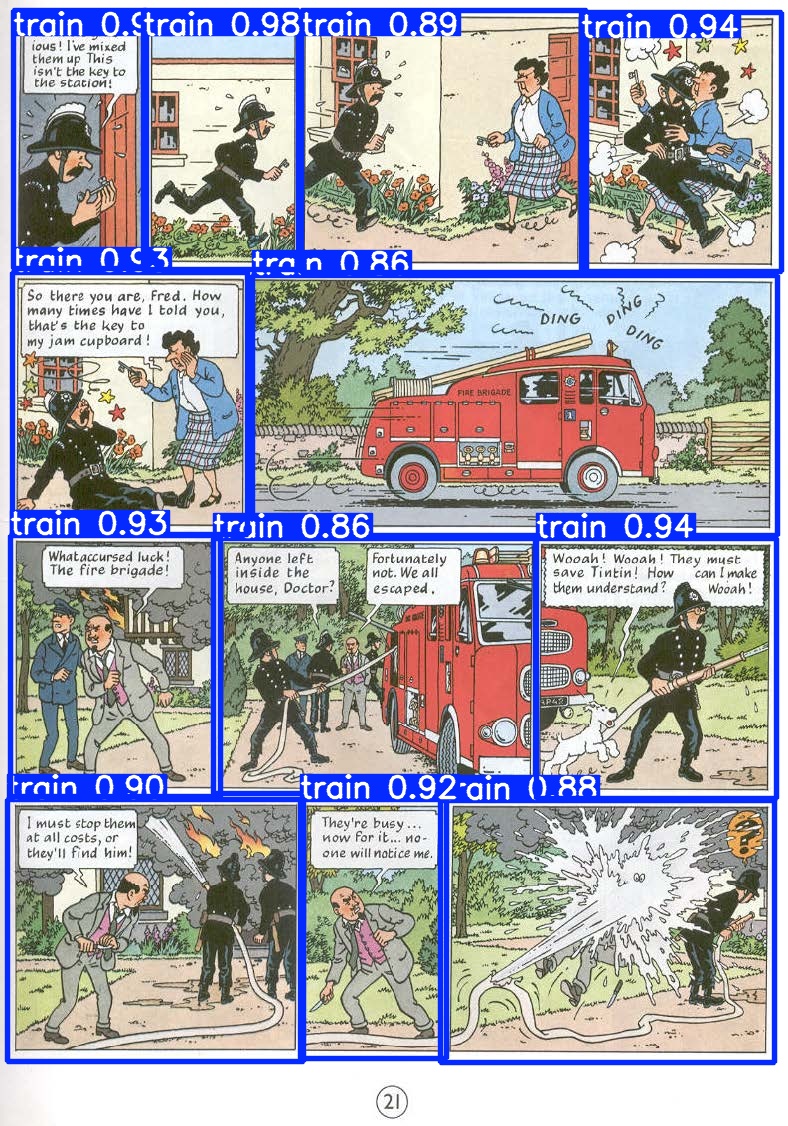 train 0.9
train 0.98
train 0.89
train 0.94
ious! I've mixed
them up This
isn't the key to
the station!
train 0.93
train 0.86
So there you are, Fred. How
many times have I told you,
that's the key to
my jam cupboard!
DING
DING
DING
FIRE BRIGADE
train 0.93
train 0.86
train 0.94
What accursed luck!
The fire brigade!
Anyone left
inside the
house, Doctor?
Fortunately
not. We all
escaped.
Wooah! Wooah! They must
save Tintin! How can I make
them understand? Wooah!
train 0.90
train 0.92
ain 0.88
I must stop them
at all costs, or
they'll find him!
They're busy...
now for it... no-
one will notice me.
21